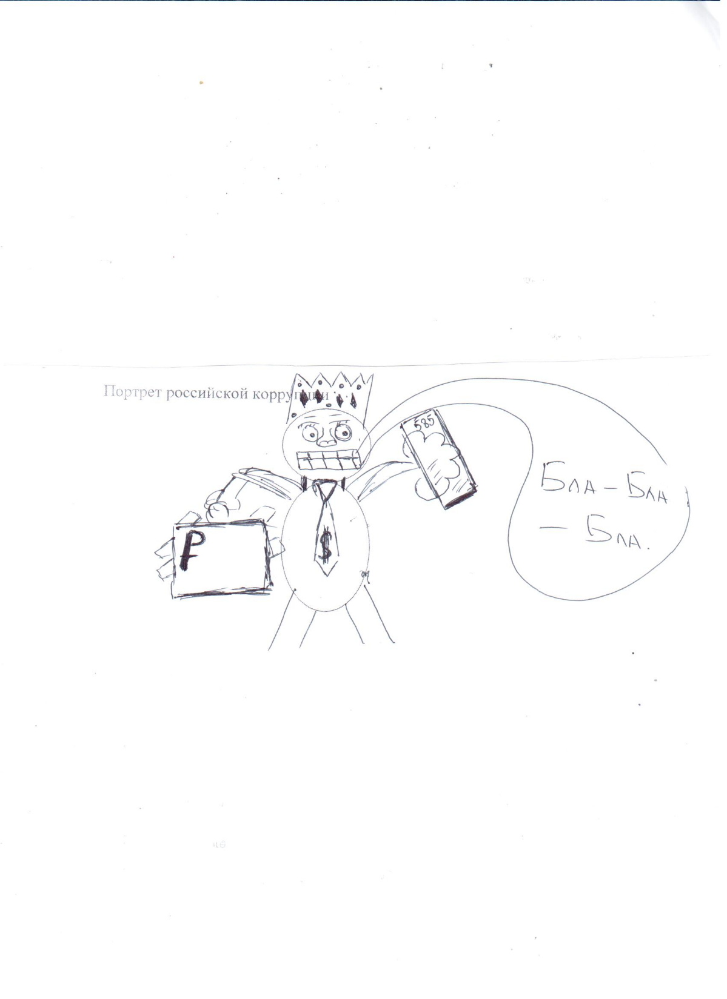 Портрет российской коррупции
585
Бла - Бла
- Бла.
₽
$